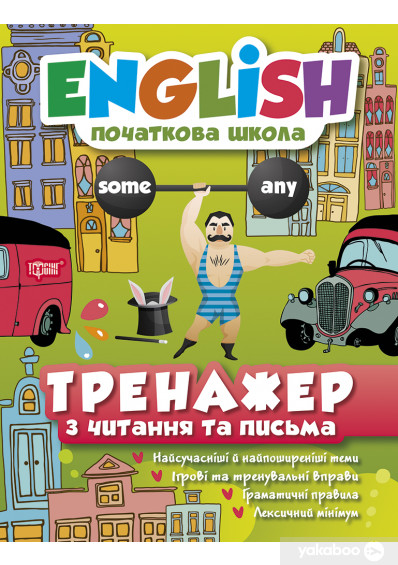 ENGLiSH
ПОЧАТКОВА ШКОЛА
some any
ТОРСІНГ
ТРЕНАЖЕР
З ЧИТАННЯ ТА ПИСЬМА
Найсучасніші й найпоширеніші теми
Ігрові та тренувальні вправи
Граматичні правила
Лексичний мінімум
yakaboo